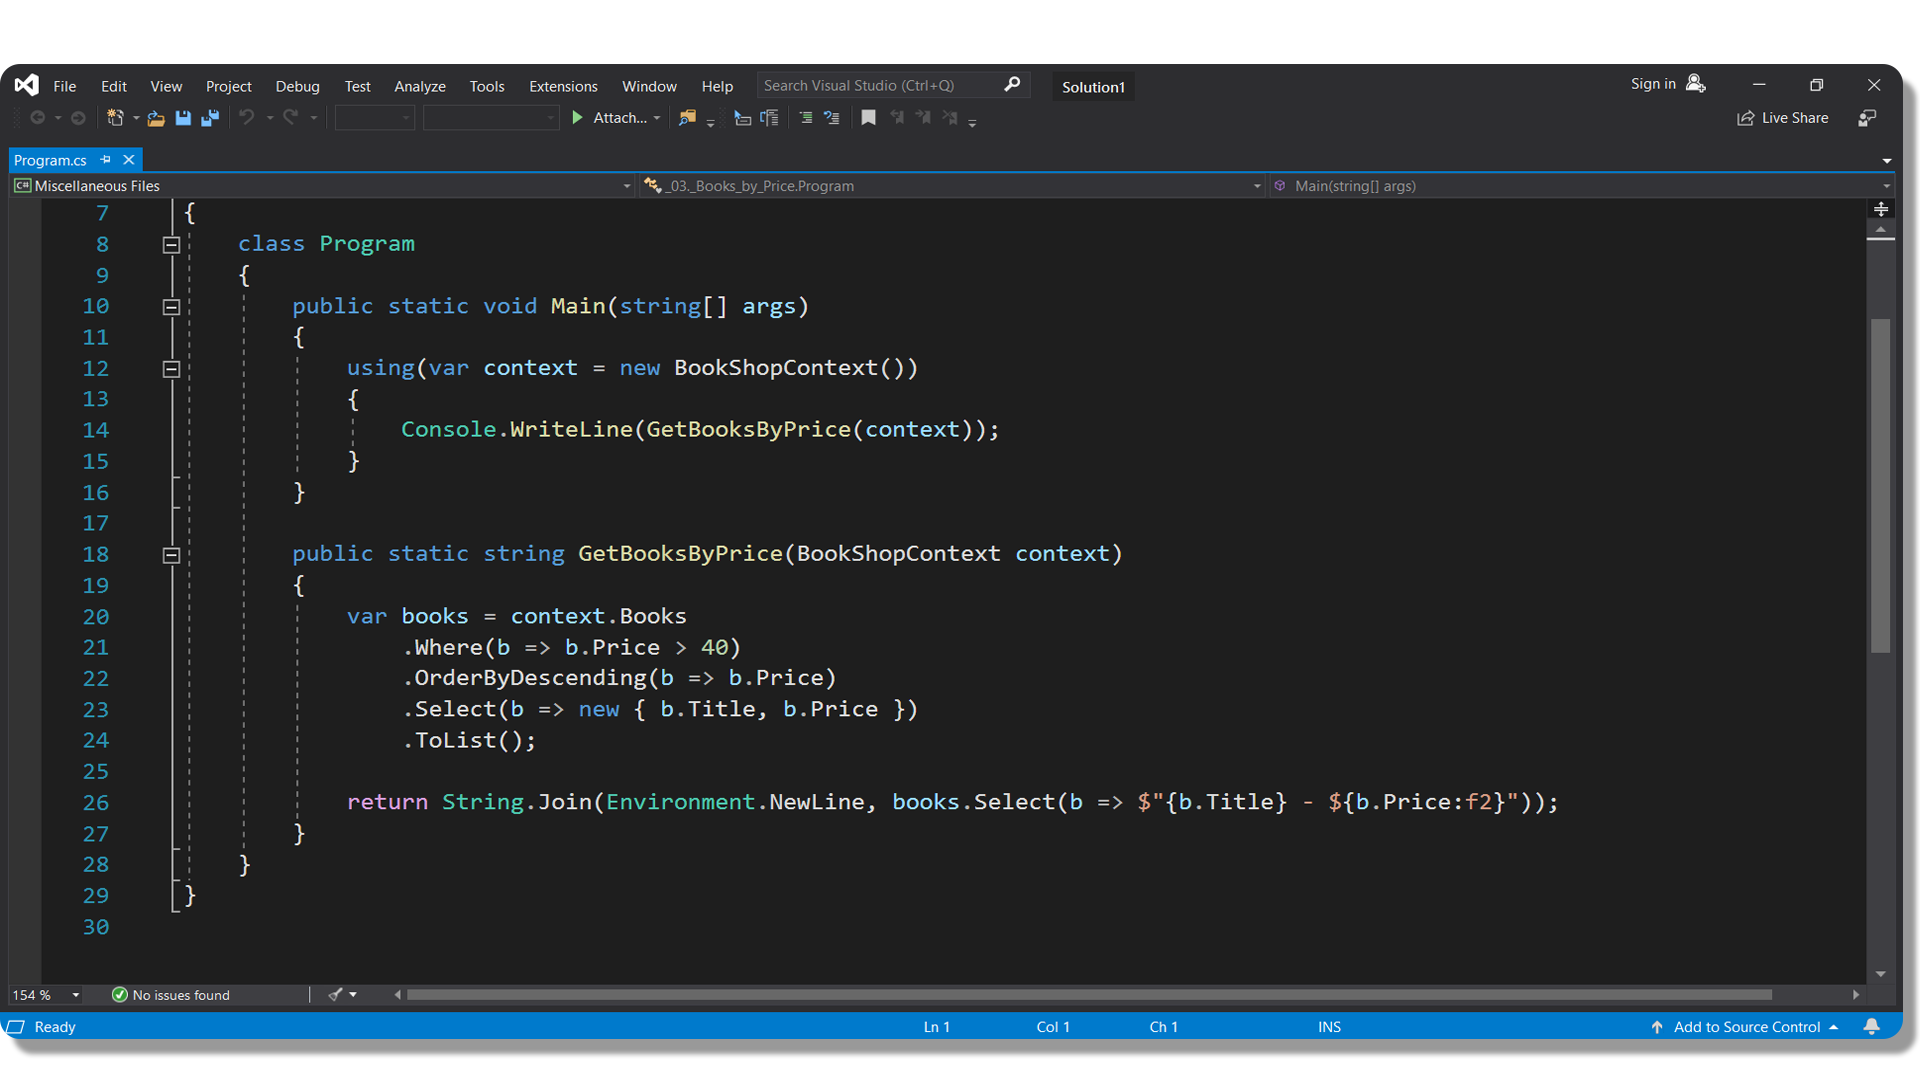 File Edit View Project Debug Test Analyze Tools Extensions Window Help Search Visual Studio (Ctrl+Q) Solution1 Sign in
Attach... Live Share
Program.cs
C# Miscellaneous Files _03._Books_by_Price.Program Main(string[] args)
7 {
8 class Program
9 {
10 public static void Main(string[] args)
11 {
12 using(var context = new BookShopContext())
13 {
14 Console.WriteLine(GetBooksByPrice(context));
15 }
16 }
17
18 public static string GetBooksByPrice(BookShopContext context)
19 {
20 var books = context.Books
21 .Where(b => b.Price > 40)
22 .OrderByDescending(b => b.Price)
23 .Select(b => new { b.Title, b.Price })
24 .ToList();
25
26 return String.Join(Environment.NewLine, books.Select(b => $"{b.Title} - ${b.Price:f2}"));
27 }
28 }
29 }
30
154 % No issues found
Ready Ln 1 Col 1 Ch 1 INS Add to Source Control